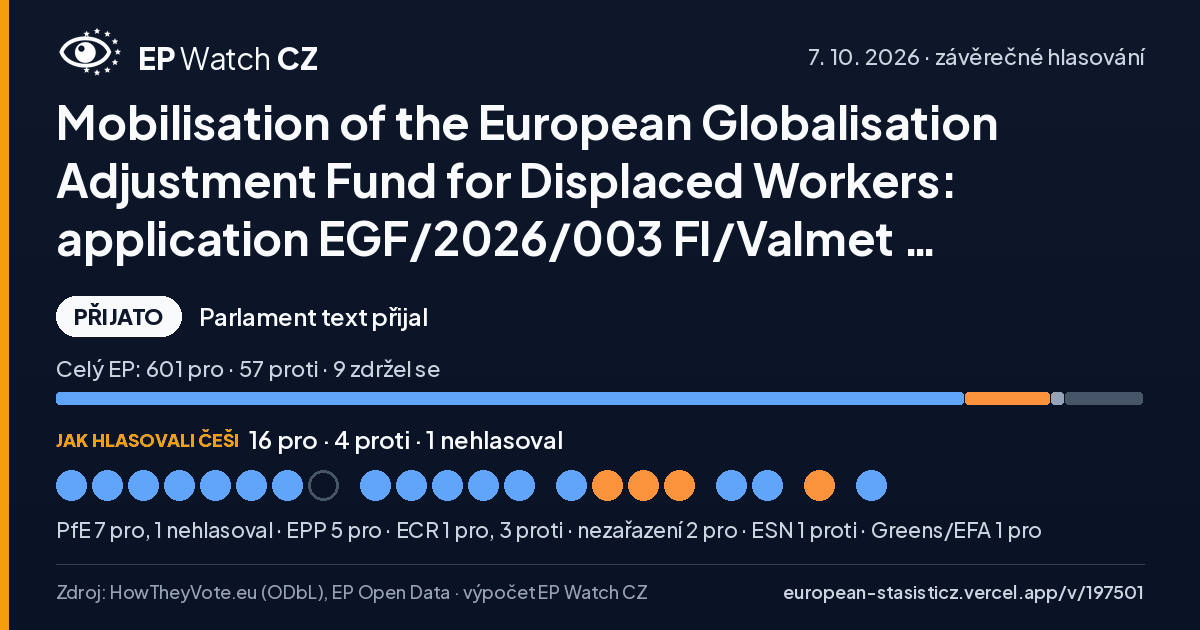 EP Watch CZ
7. 10. 2026 · závěrečné hlasování
Mobilisation of the European Globalisation
Adjustment Fund for Displaced Workers:
application EGF/2026/003 FI/Valmet …
PŘIJATO
Parlament text přijal
Celý EP: 601 pro · 57 proti · 9 zdržel se
JAK HLASOVALI ČEŠI 16 pro · 4 proti · 1 nehlasoval
PfE 7 pro, 1 nehlasoval · EPP 5 pro · ECR 1 pro, 3 proti · nezařazení 2 pro · ESN 1 proti · Greens/EFA 1 pro
Zdroj: HowTheyVote.eu (ODbL), EP Open Data · výpočet EP Watch CZ
european-stasisticz.vercel.app/v/197501